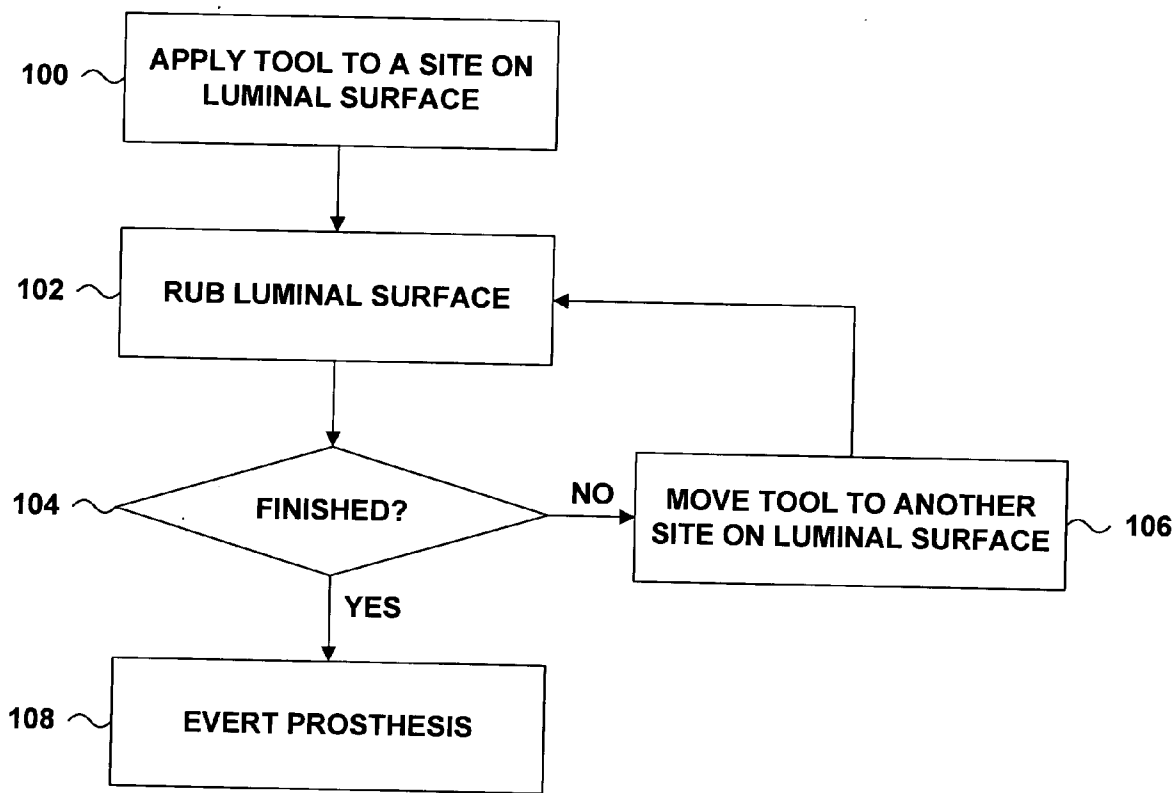 100
APPLY TOOL TO A SITE ON
LUMINAL SURFACE
102
RUB LUMINAL SURFACE
104
FINISHED?
NO
MOVE TOOL TO ANOTHER
SITE ON LUMINAL SURFACE
106
YES
108
EVERT PROSTHESIS